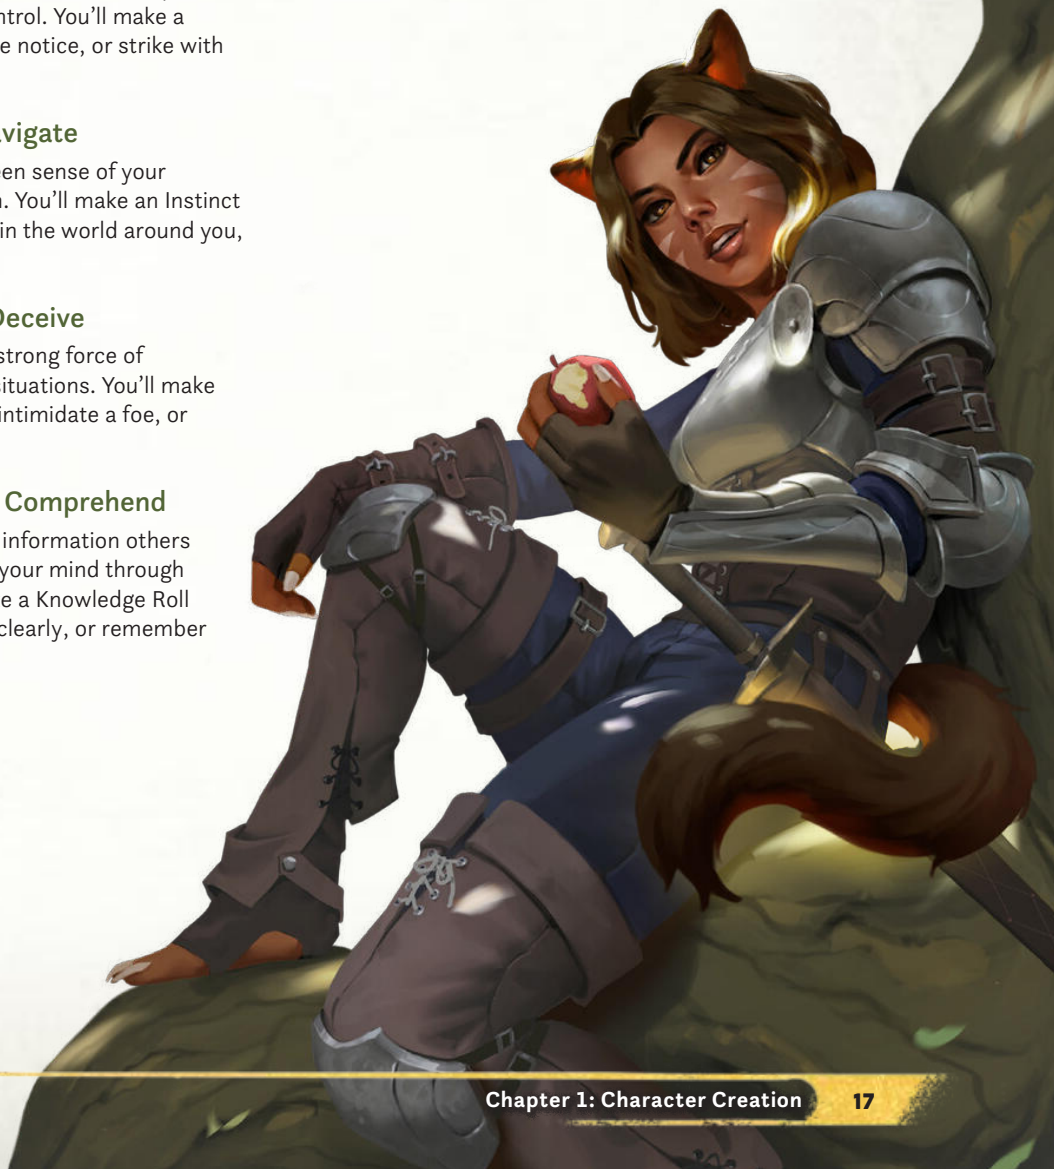 ntrol. You'll make a
e notice, or strike with
vigate
en sense of your
. You'll make an Instinct
in the world around you,
Deceive
strong force of
situations. You'll make
intimidate a foe, or
Comprehend
information others
your mind through
e a Knowledge Roll
clearly, or remember
Chapter 1: Character Creation 17